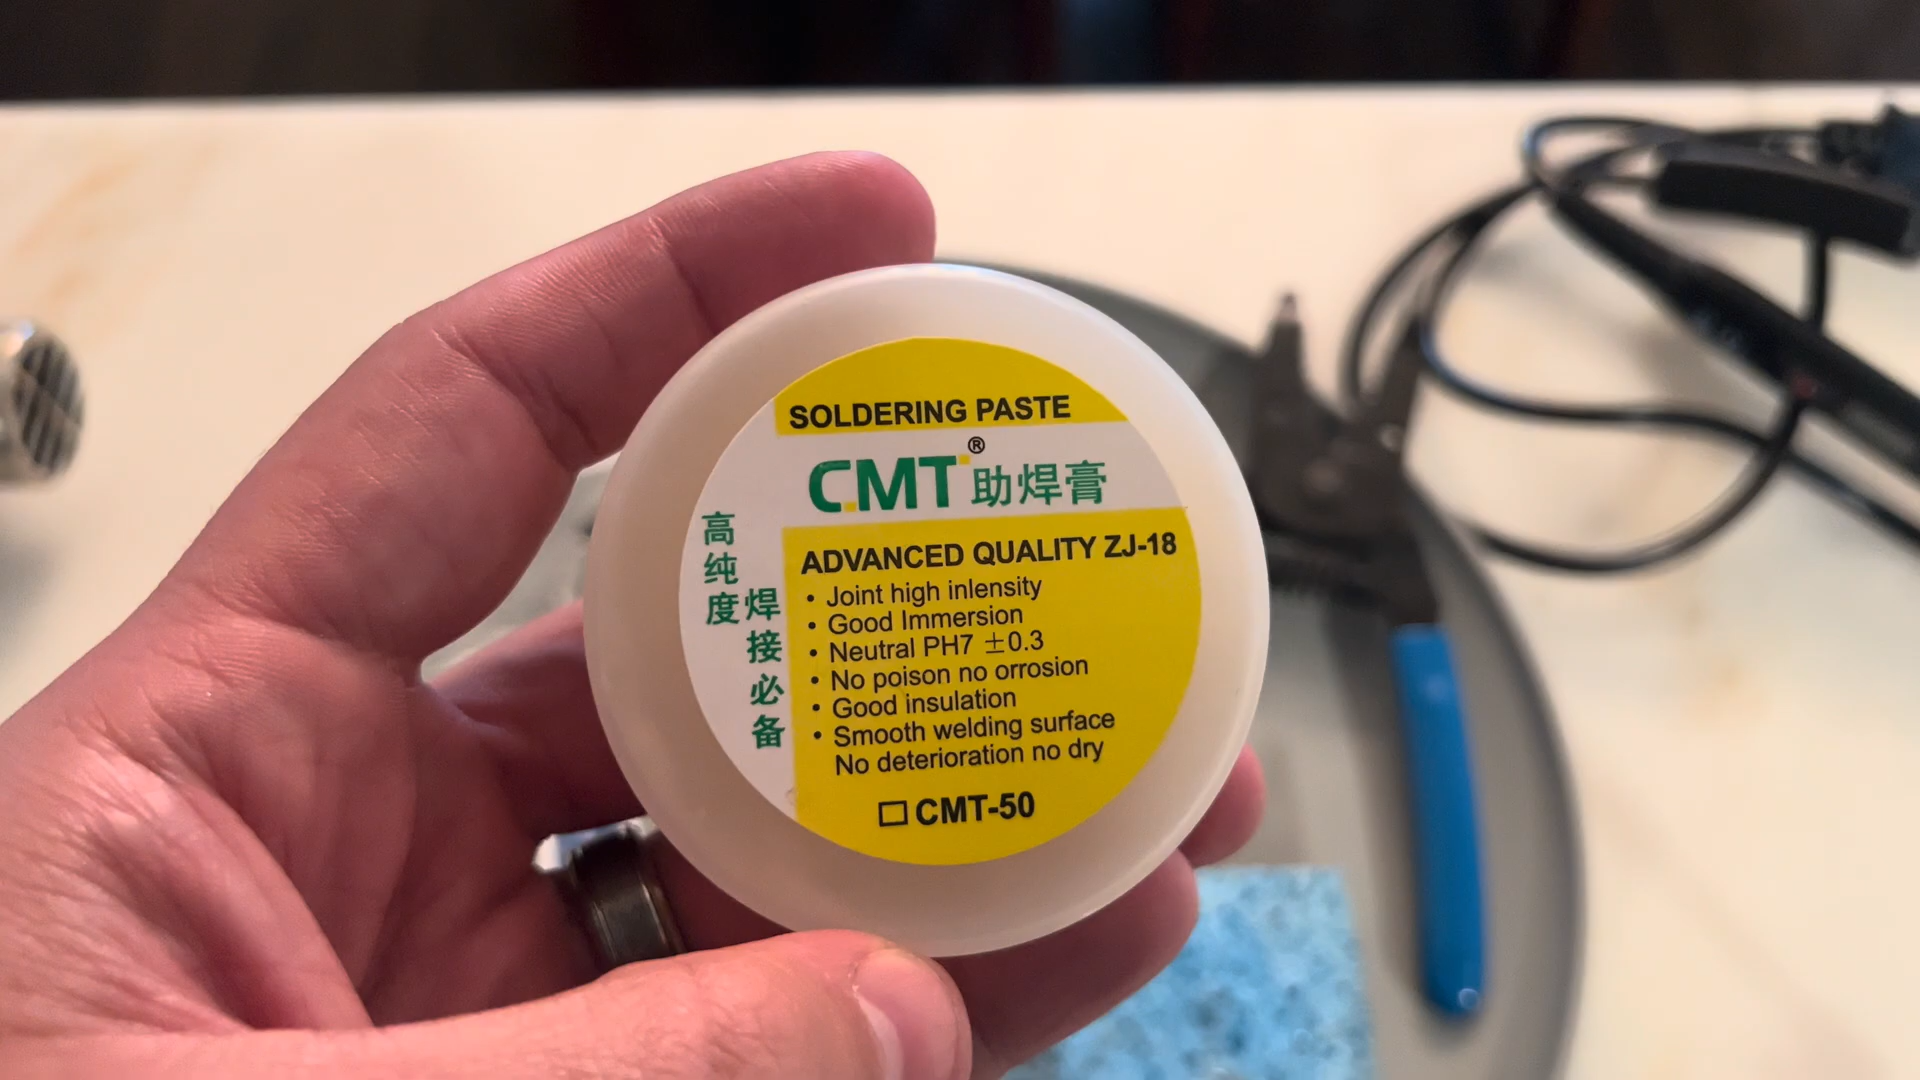 SOLDERING PASTE
CMT®助焊膏
高纯度
焊接必备
ADVANCED QUALITY ZJ-18
• Joint high inlensity
• Good Immersion
• Neutral PH7 ±0.3
• No poison no orrosion
• Good insulation
• Smooth welding surface
No deterioration no dry
□CMT-50